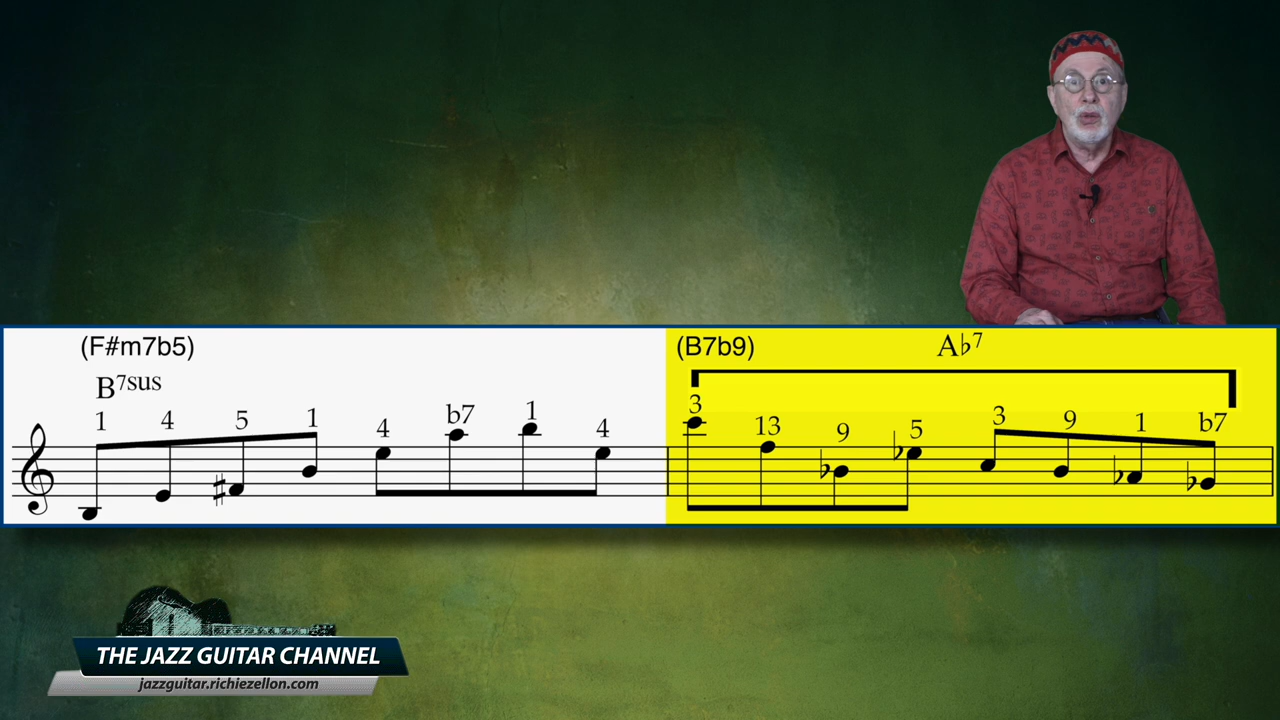 (F#m7b5) (B7b9) A♭7
B7sus
1 4 5 1 4 b7 1 4 3 13 9 5 3 9 1 b7
THE JAZZ GUITAR CHANNEL
jazzguitar.richiezellon.com